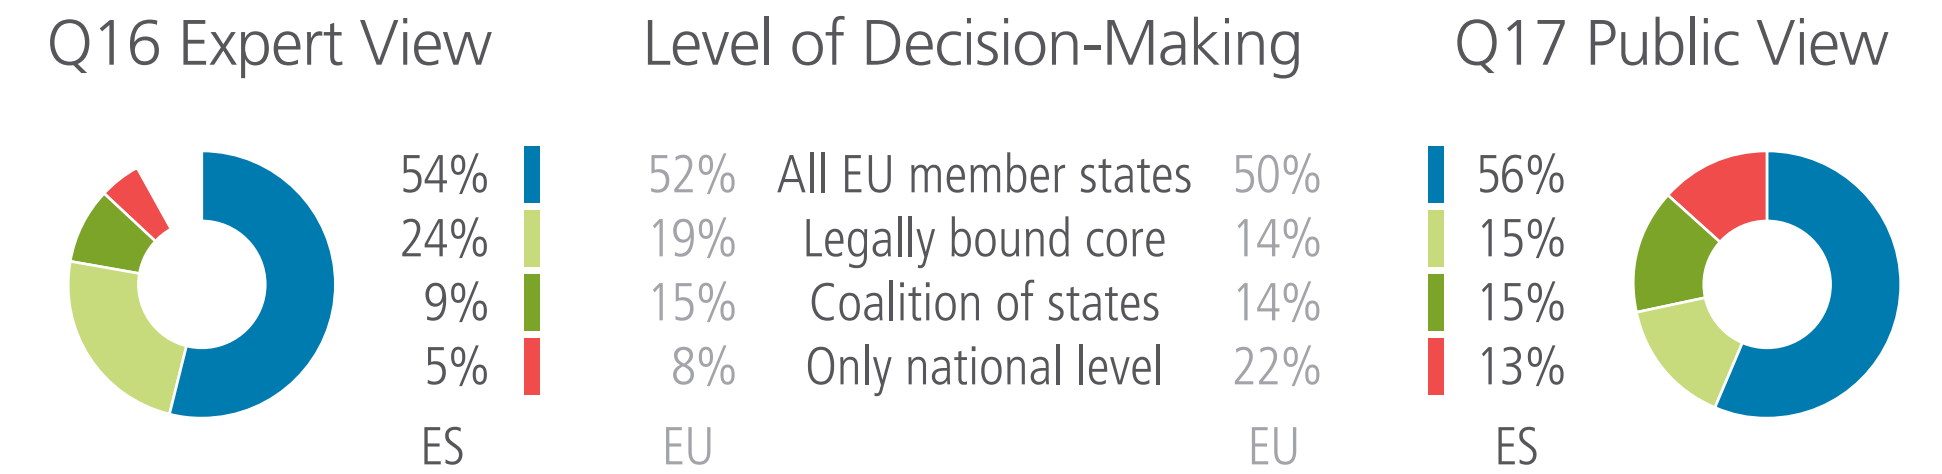 Q16 Expert View Level of Decision-Making Q17 Public View
54% 52% All EU member states 50% 56%
24% 19% Legally bound core 14% 15%
9% 15% Coalition of states 14% 15%
5% 8% Only national level 22% 13%
ES EU EU ES